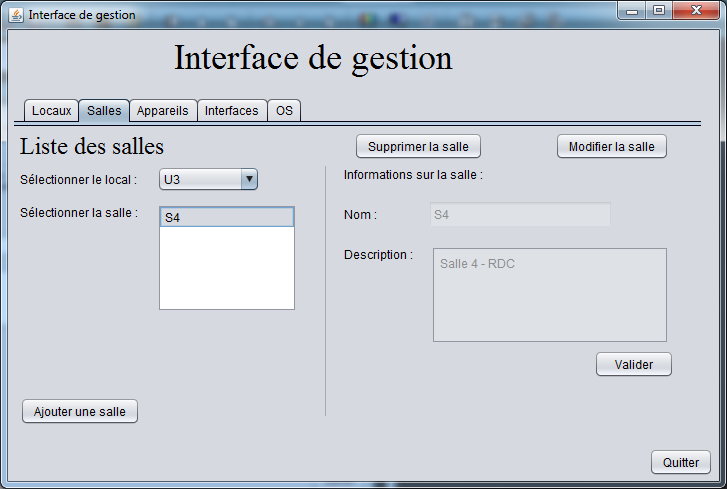 Interface de gestion
Interface de gestion
Locaux Salles Appareils Interfaces OS
Liste des salles
Supprimer la salle Modifier la salle
Sélectionner le local : U3
Informations sur la salle :
Sélectionner la salle : S4
Nom : S4
Description : Salle 4 - RDC
Valider
Ajouter une salle
Quitter